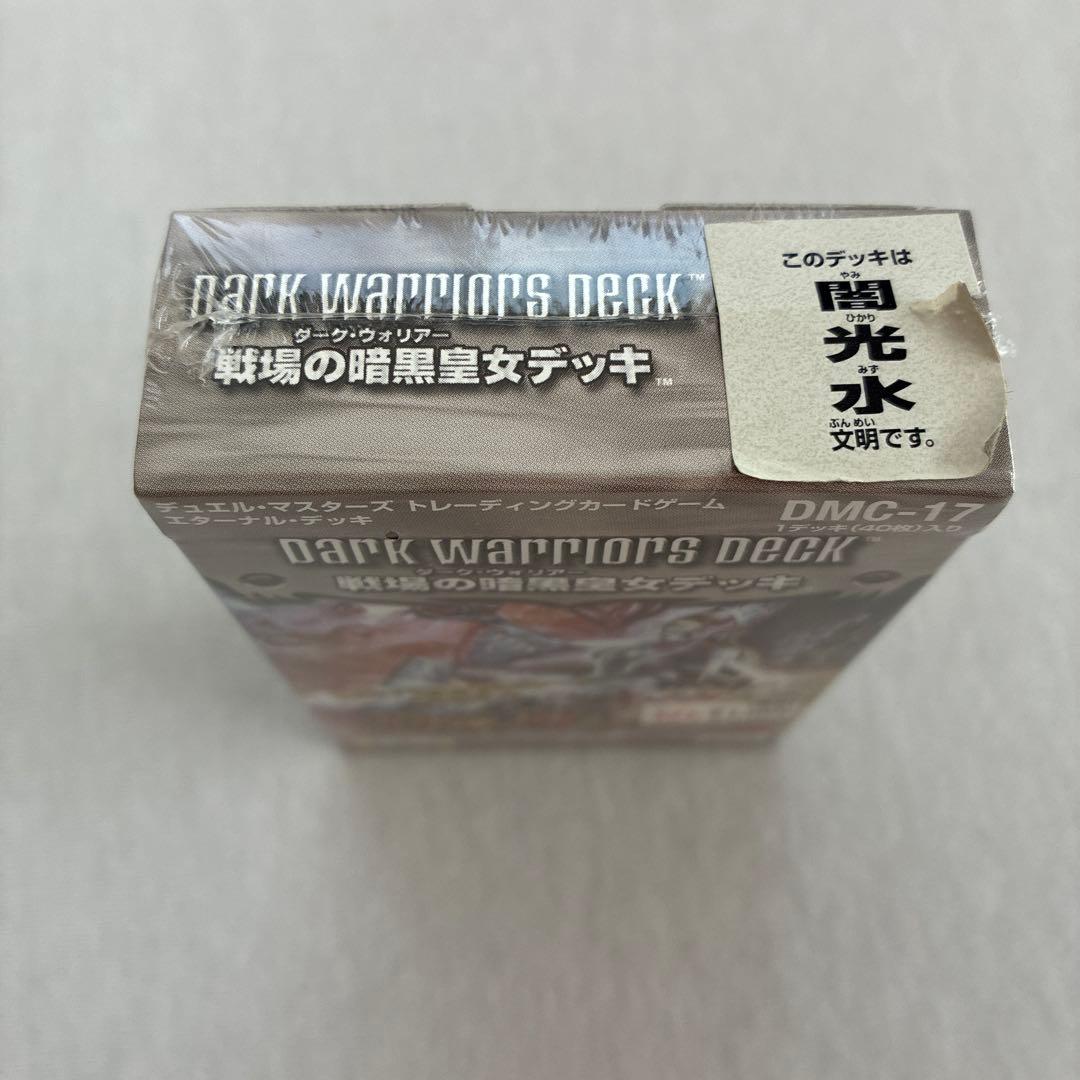 DARK WARRIORS DECK™
ダーク・ウォリアー
戦場の暗黒皇女デッキ™
このデッキは
やみ
闇
ひかり
光
みず
水
ぶんめい
文明です。
デュエル・マスターズ トレーディングカードゲーム
エターナル・デッキ
DMC-17
1デッキ(40枚)入り
DARK WARRIORS DECK™
ダーク・ウォリアー
戦場の暗黒皇女デッキ